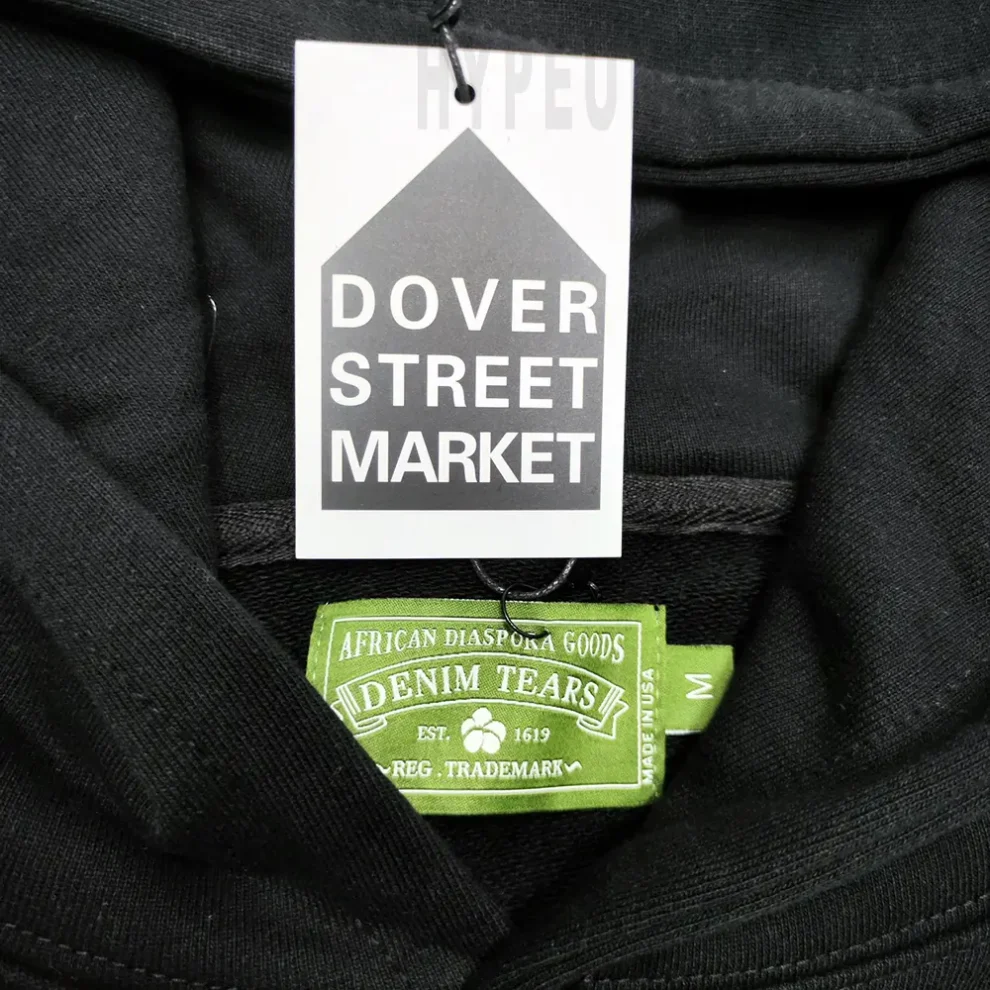 HYPEU
DOVER
STREET
MARKET
AFRICAN DIASPORA GOODS
DENIM TEARS
EST. 1619
~REG . TRADEMARK~
MADE IN USA
M